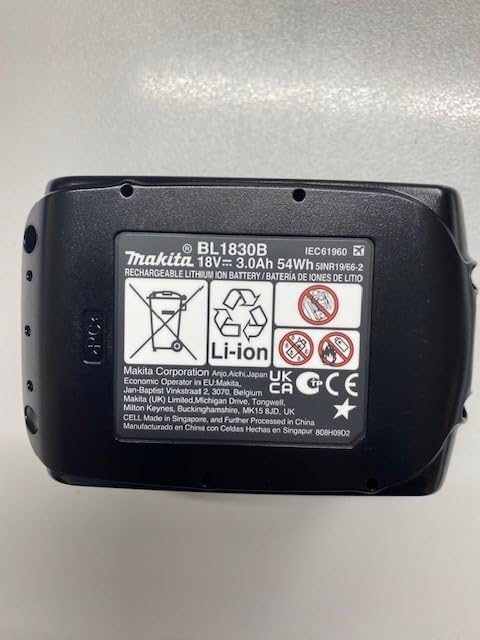 Makita® BL1830B IEC61960
18V⎓ 3.0Ah 54Wh 5INR19/66-2
RECHARGEABLE LITHIUM ION BATTERY / BATERÍA DE IONES DE LITIO
Li-ion
Makita Corporation Anjo,Aichi,Japan
Economic Operator in EU:Makita,
Jan-Baptist Vinkstraat 2, 3070, Belgium
Makita (UK) Limited,Michigan Drive, Tongwell,
Milton Keynes, Buckinghamshire, MK15 8JD, UK
UK
CA
TP
CE
CELL Made in Singapore, and Further Processed in China
Manufacturado en China con Celdas Hechas en Singapur 8D8H09D2
>PC<